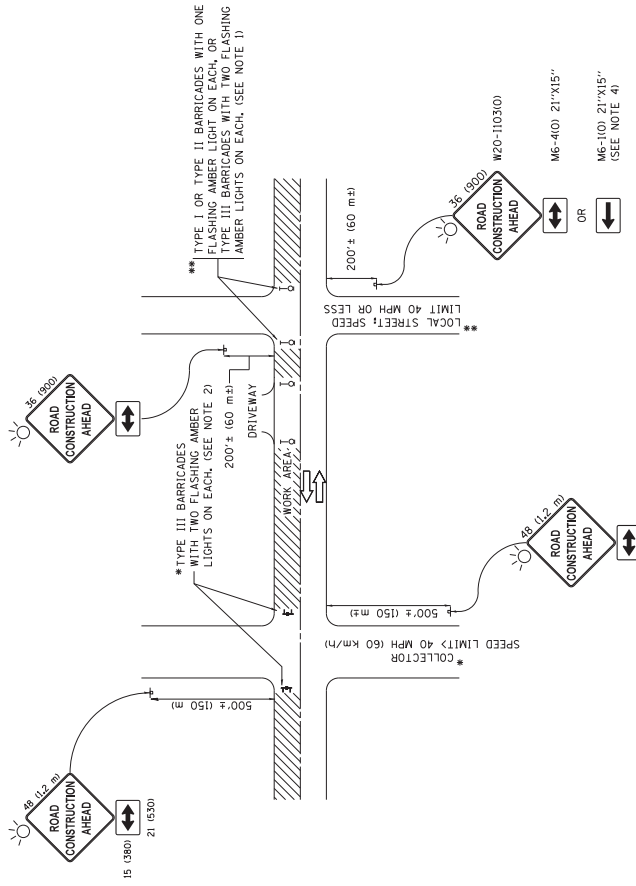 ** TYPE I OR TYPE II BARRICADES WITH ONE
FLASHING AMBER LIGHT ON EACH, OR
TYPE III BARRICADES WITH TWO FLASHING
AMBER LIGHTS ON EACH. (SEE NOTE 1)
36 (900)
ROAD
CONSTRUCTION
AHEAD
200'± (60 m±)
DRIVEWAY
* TYPE III BARRICADES
WITH TWO FLASHING AMBER
LIGHTS ON EACH. (SEE NOTE 2)
WORK AREA
48 (1.2 m)
ROAD
CONSTRUCTION
AHEAD
15 (380)
21 (530)
500'± (150 m)
200'± (60 m±)
**LOCAL STREET; SPEED
LIMIT 40 MPH OR LESS
36 (900)
ROAD
CONSTRUCTION
AHEAD
W20-I103(O)
M6-4(O) 21"X15"
OR
M6-1(O) 21"X15"
(SEE NOTE 4)
500'± (150 m±)
*COLLECTOR
SPEED LIMIT> 40 MPH (60 km/h)
48 (1.2 m)
ROAD
CONSTRUCTION
AHEAD